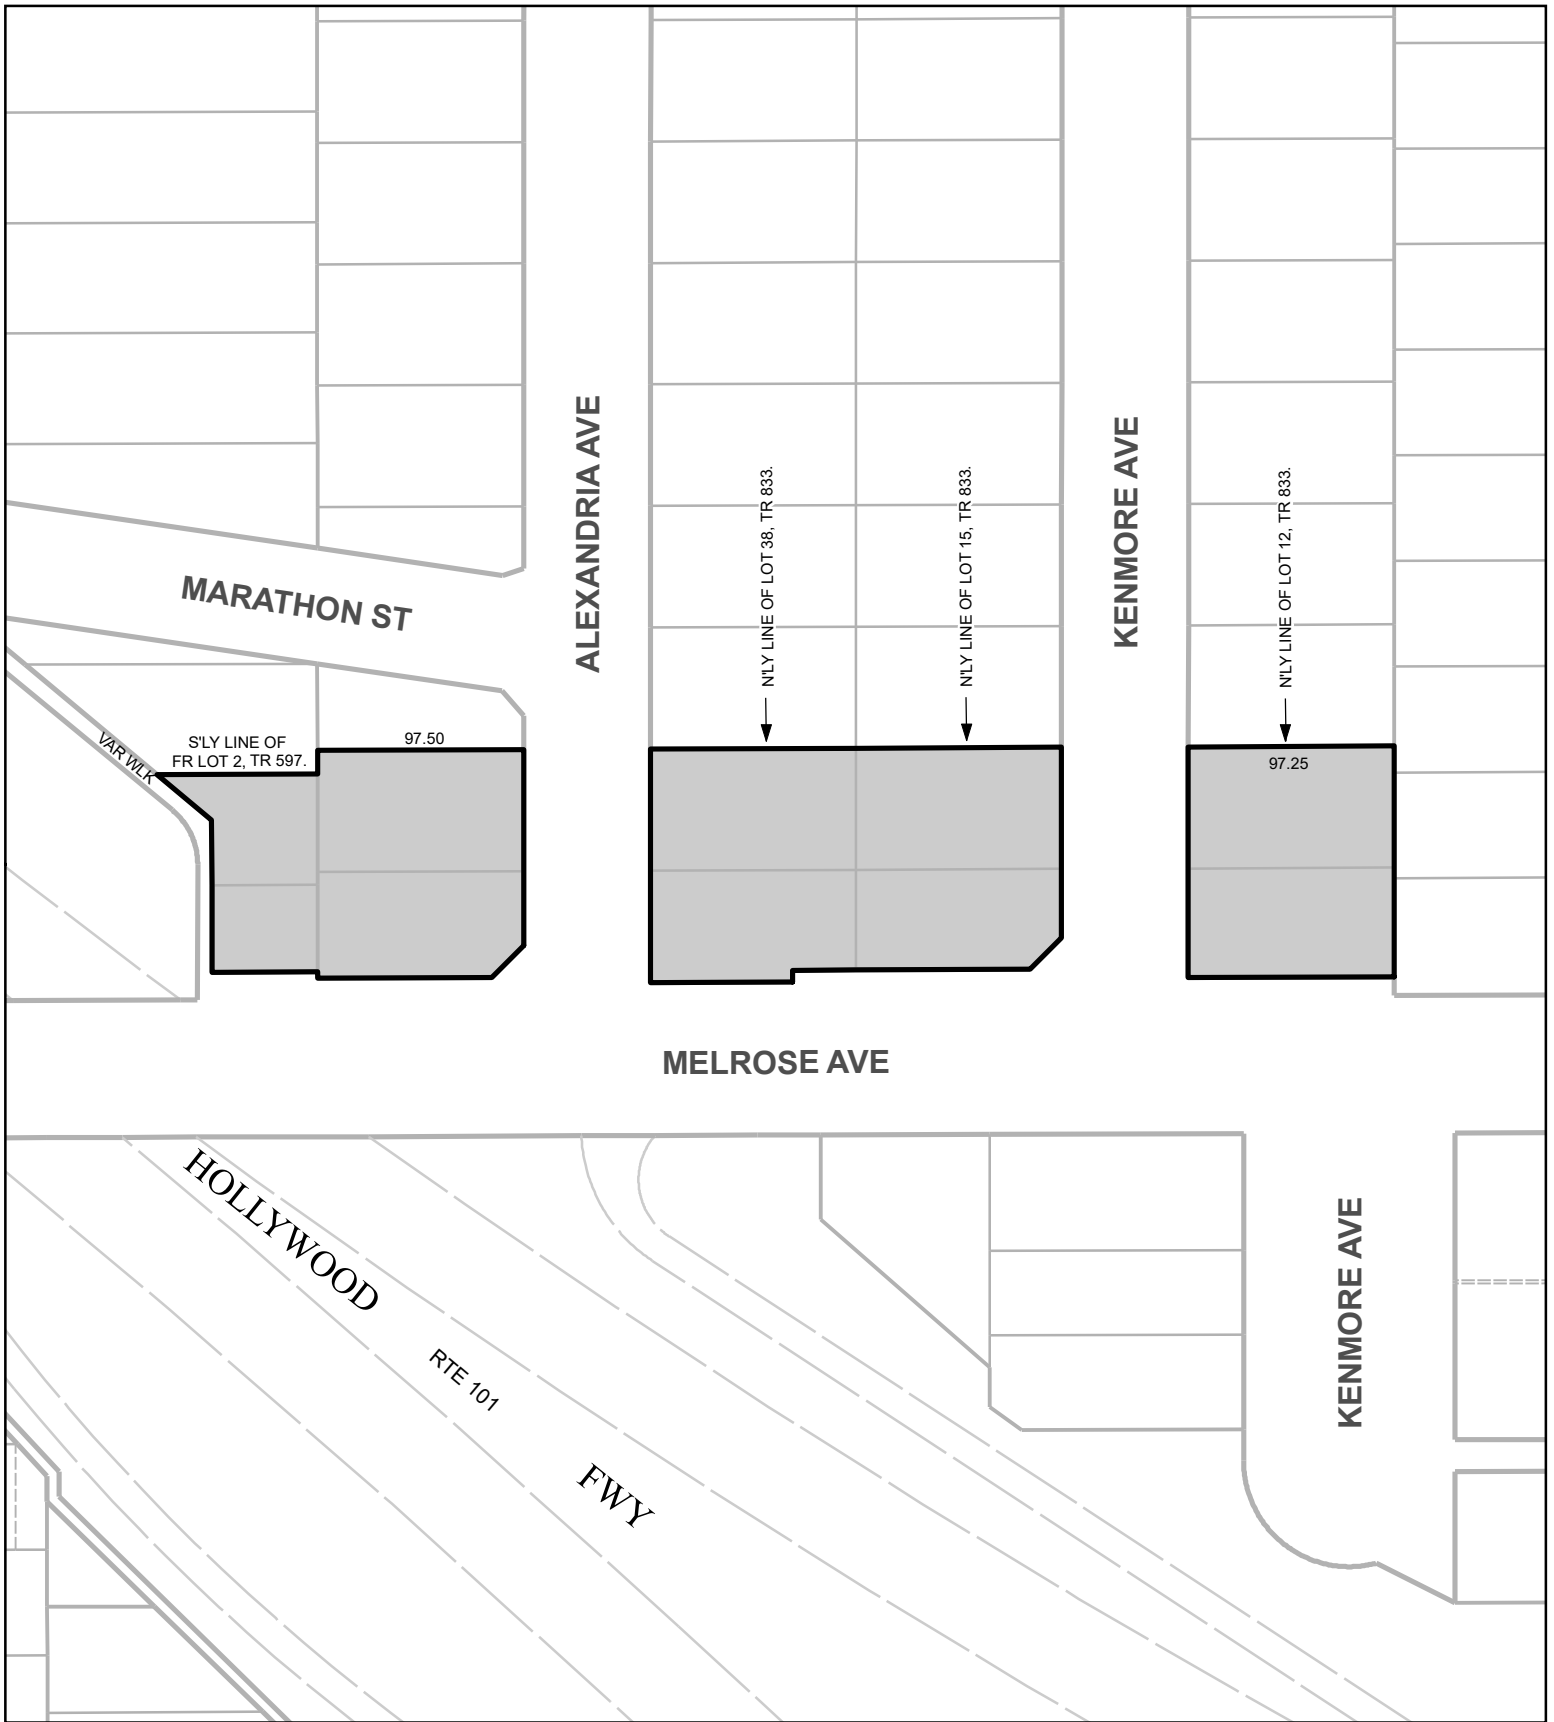 ALEXANDRIA AVE
KENMORE AVE
N'LY LINE OF LOT 38, TR 833.
N'LY LINE OF LOT 15, TR 833.
N'LY LINE OF LOT 12, TR 833.
MARATHON ST
VAR WLK
S'LY LINE OF
FR LOT 2, TR 597.
97.50
97.25
MELROSE AVE
HOLLYWOOD
RTE 101
FWY
KENMORE AVE